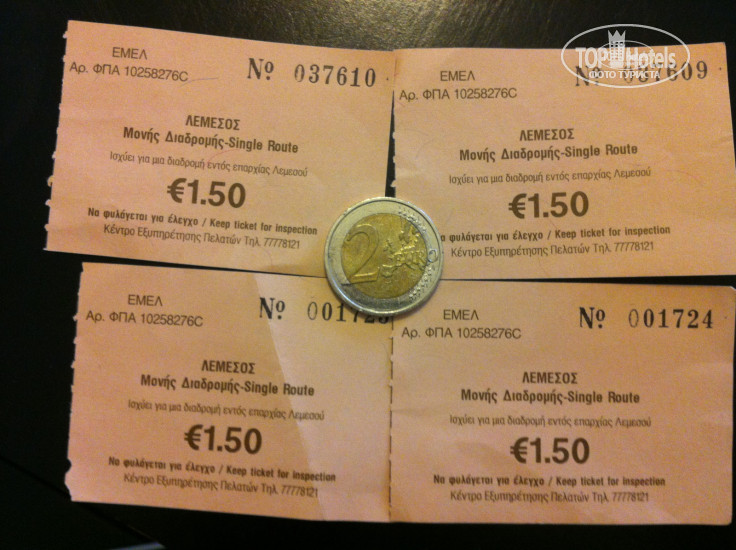 ΕΜΕΛ
Αρ. ΦΠΑ 10258276C
Nº 037610
ΛΕΜΕΣΟΣ
Μονής Διαδρομής-Single Route
Ισχύει για μια διαδρομή εντός επαρχίας Λεμεσού
€1.50
Να φυλάγεται για έλεγχο / Keep ticket for inspection
Κέντρο Εξυπηρέτησης Πελατών Τηλ. 77778121
ΕΜΕΛ
Αρ. ΦΠΑ 10258276C
Nº
TOPHotels
ФОТО ТУРИСТА
ΛΕΜΕΣΟΣ
Μονής Διαδρομής-Single Route
Ισχύει για μια διαδρομή εντός επαρχίας Λεμεσού
€1.50
φυλάγεται για έλεγχο / Keep ticket for inspection
Κέντρο Εξυπηρέτησης Πελατών Τηλ. 77778121
2
ΕΜΕΛ
Αρ. ΦΠΑ 10258276C
Nº
ΛΕΜΕΣΟΣ
Μονής Διαδρομής-Single Route
Ισχύει για μια διαδρομή εντός επαρχίας Λεμεσού
€1.50
Να φυλάγεται για έλεγχο / Keep ticket for inspection
Κέντρο Εξυπηρέτησης Πελατών Τηλ. 77778121
ΕΜΕΛ
Αρ. ΦΠΑ 10258276C
Nº 001724
ΛΕΜΕΣΟΣ
Μονής Διαδρομής-Single Route
Ισχύει για μια διαδρομή εντός επαρχίας Λεμεσού
€1.50
Να φυλάγεται για έλεγχο / Keep ticket for inspection
Κέντρο Εξυπηρέτησης Πελατών Τηλ. 77778121